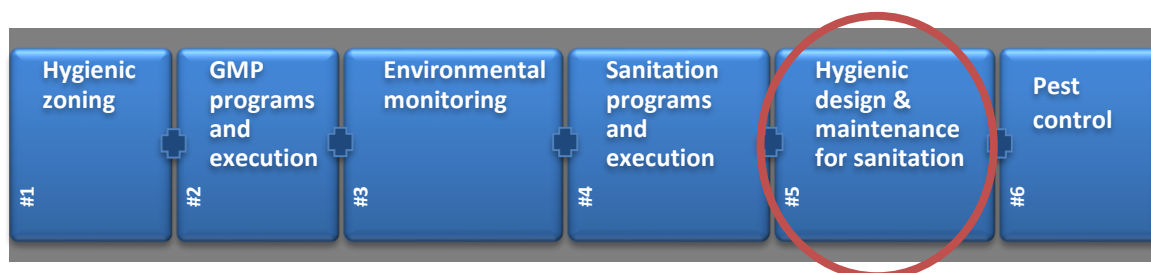 Hygienic
zoning
#1
GMP
programs
and
execution
#2
Environmental
monitoring
#3
Sanitation
programs
and
execution
#4
Hygienic
design &
maintenance
for sanitation
#5
Pest
control
#6